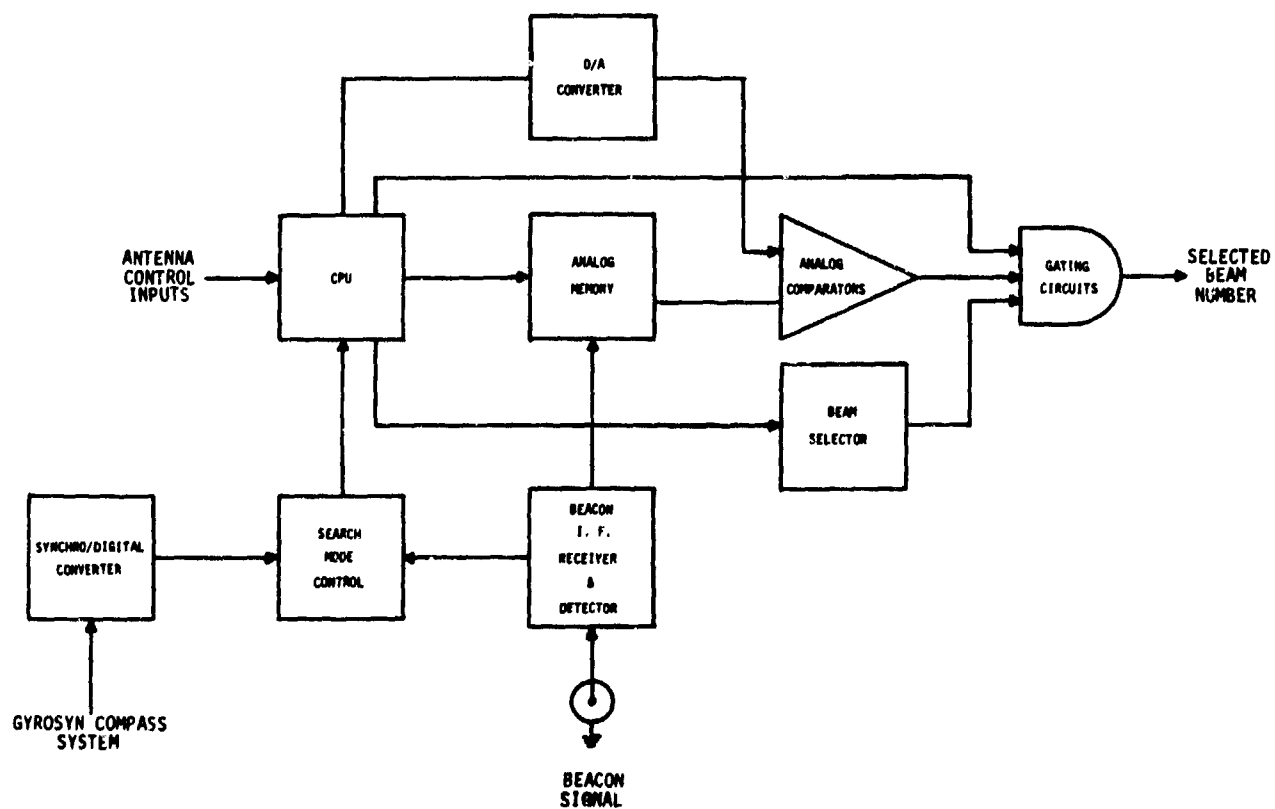 D/A
CONVERTER
ANTENNA
CONTROL
INPUTS
CPU
ANALOG
MEMORY
ANALOG
COMPARATORS
GATING
CIRCUITS
SELECTED
BEAM
NUMBER
BEAM
SELECTOR
SYNCHRO/DIGITAL
CONVERTER
SEARCH
MODE
CONTROL
BEACON
I. F.
RECEIVER
&
DETECTOR
GYROSYN COMPASS
SYSTEM
BEACON
SIGNAL